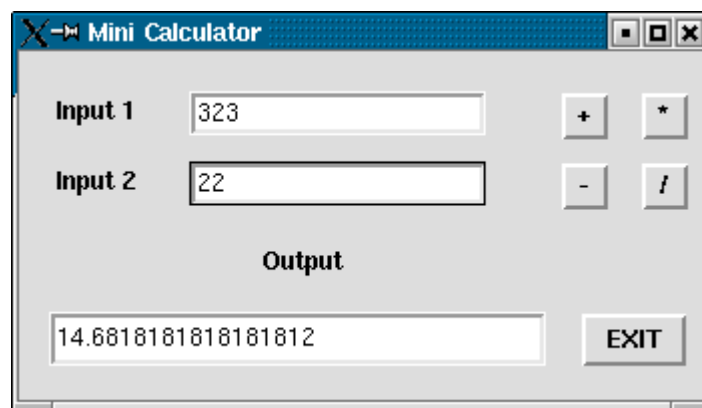 Mini Calculator
Input 1 323 + *
Input 2 22 - /
Output
14.6818181818181812 EXIT